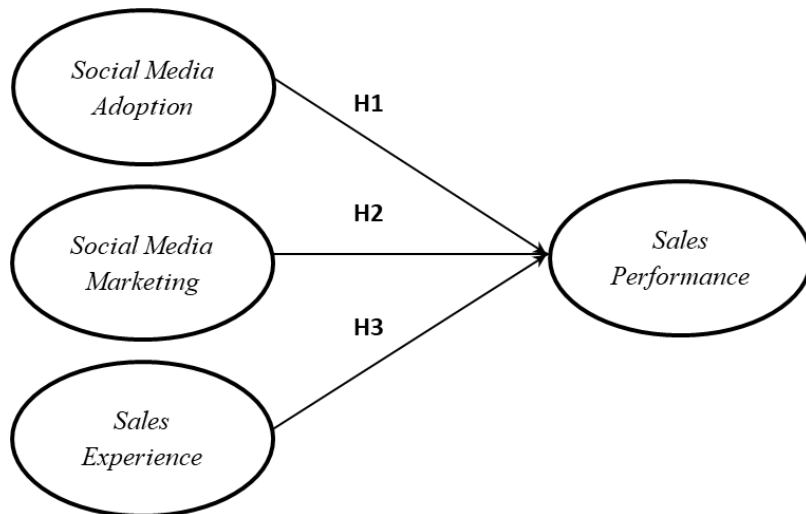 Social Media
Adoption
H1
H2
Social Media
Marketing
Sales
Performance
H3
Sales
Experience